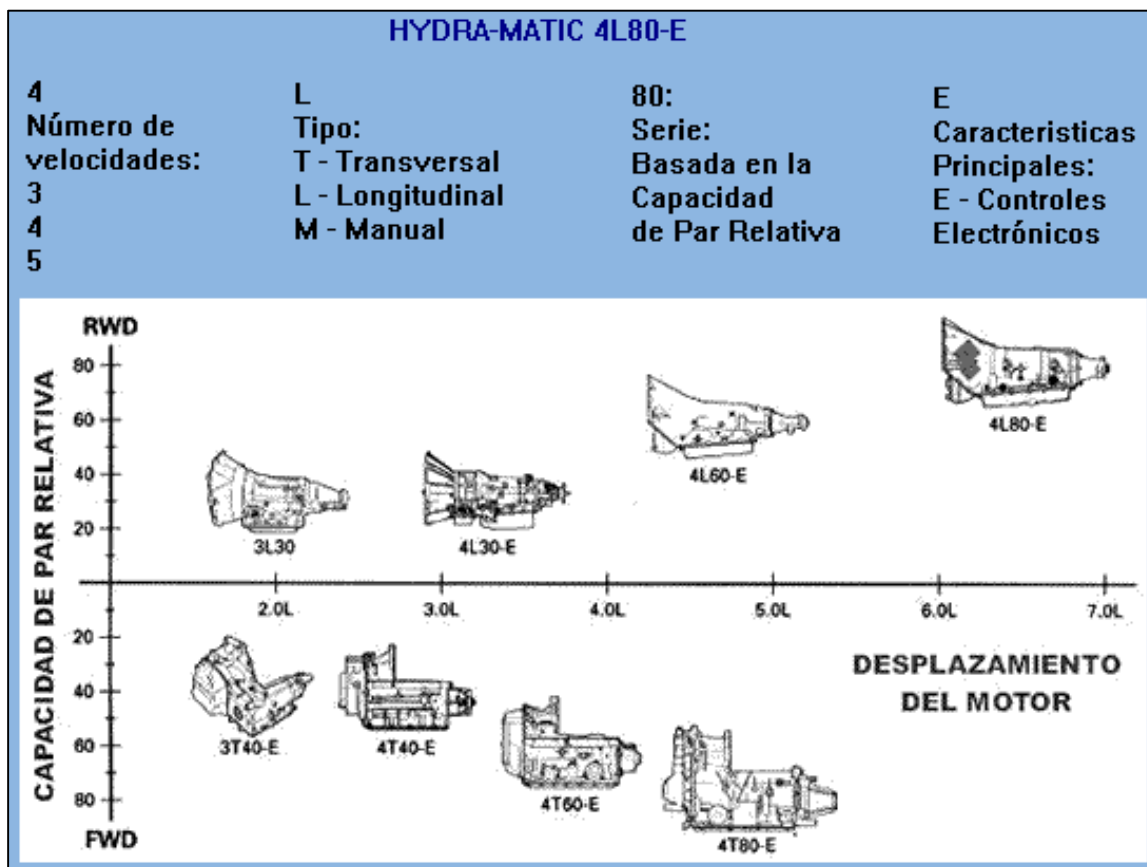 HYDRA-MATIC 4L80-E
4
Número de
velocidades:
3
4
5
L
Tipo:
T - Transversal
L - Longitudinal
M - Manual
80:
Serie:
Basada en la
Capacidad
de Par Relativa
E
Caracteristicas
Principales:
E - Controles
Electrónicos
CAPACIDAD DE PAR RELATIVA
RWD
80
60
40
20
3L30
4L30-E
4L60-E
4L80-E
2.0L 3.0L 4.0L 5.0L 6.0L 7.0L
20
40
60
80
FWD
3T40-E
4T40-E
4T60-E
4T80-E
DESPLAZAMIENTO
DEL MOTOR